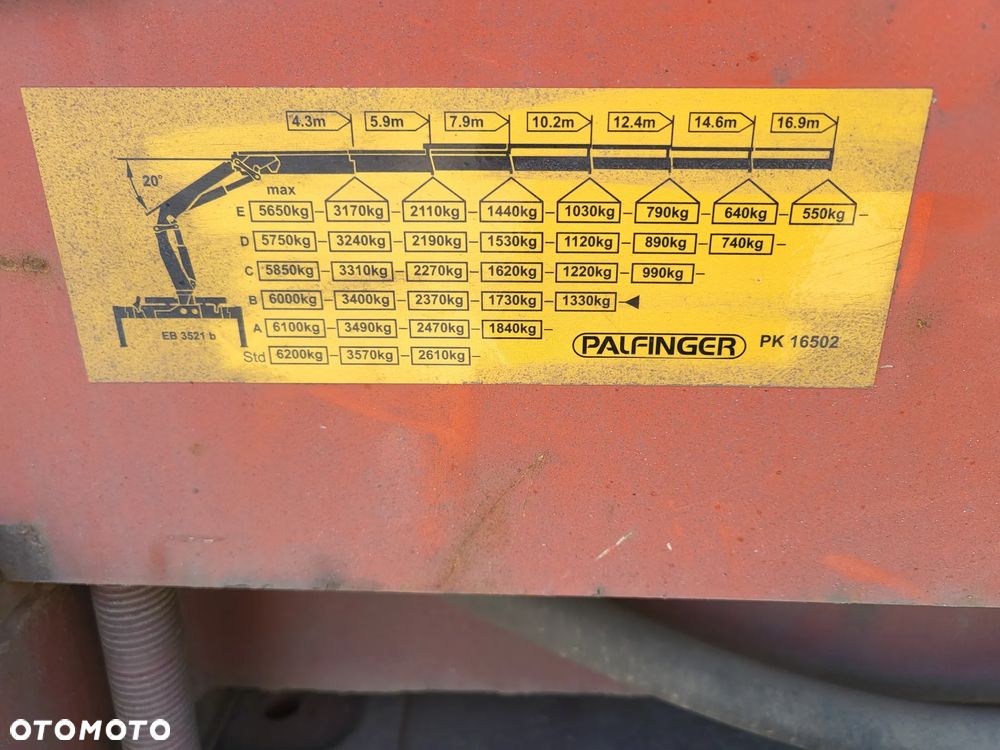 4.3m 5.9m 7.9m 10.2m 12.4m 14.6m 16.9m
20°
max
E 5650kg 3170kg 2110kg 1440kg 1030kg 790kg 640kg 550kg
D 5750kg 3240kg 2190kg 1530kg 1120kg 890kg 740kg
C 5850kg 3310kg 2270kg 1620kg 1220kg 990kg
B 6000kg 3400kg 2370kg 1730kg 1330kg
A 6100kg 3490kg 2470kg 1840kg
Std 6200kg 3570kg 2610kg
EB 3521 b
PALFINGER PK 16502
OTOMOTO